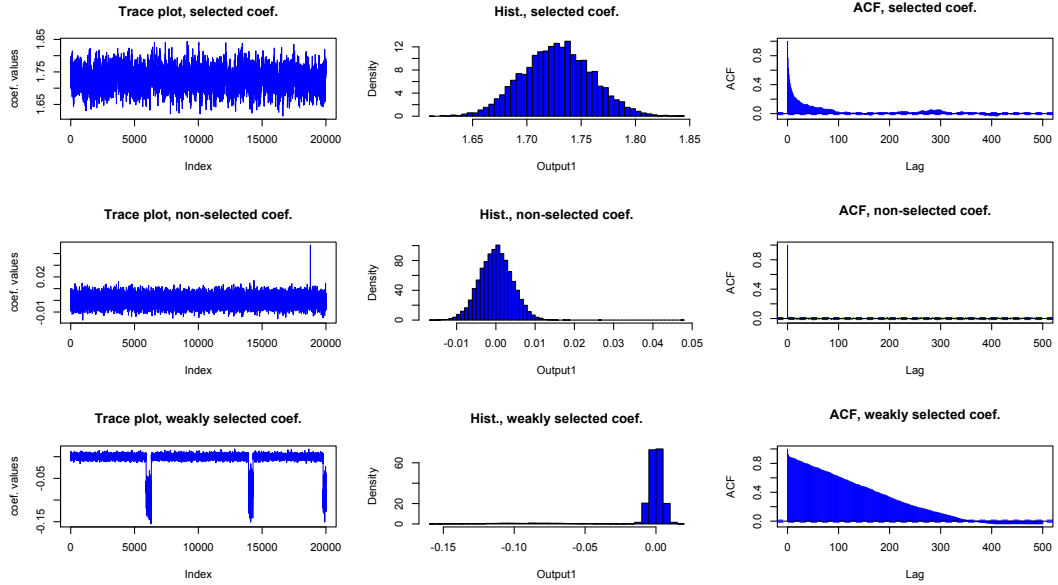 Trace plot, selected coef.
coef. values
1.65 1.75 1.85
0 5000 10000 15000 20000
Index
Hist., selected coef.
Density
0 4 8 12
1.65 1.70 1.75 1.80 1.85
Output1
ACF, selected coef.
ACF
0.0 0.4 0.8
0 100 200 300 400 500
Lag
Trace plot, non-selected coef.
coef. values
-0.01 0.02
0 5000 10000 15000 20000
Index
Hist., non-selected coef.
Density
0 40 80
-0.01 0.00 0.01 0.02 0.03 0.04 0.05
Output1
ACF, non-selected coef.
ACF
0.0 0.4 0.8
0 100 200 300 400 500
Lag
Trace plot, weakly selected coef.
coef. values
-0.15 -0.05
0 5000 10000 15000 20000
Index
Hist., weakly selected coef.
Density
0 20 60
-0.15 -0.10 -0.05 0.00
Output1
ACF, weakly selected coef.
ACF
0.0 0.4 0.8
0 100 200 300 400 500
Lag